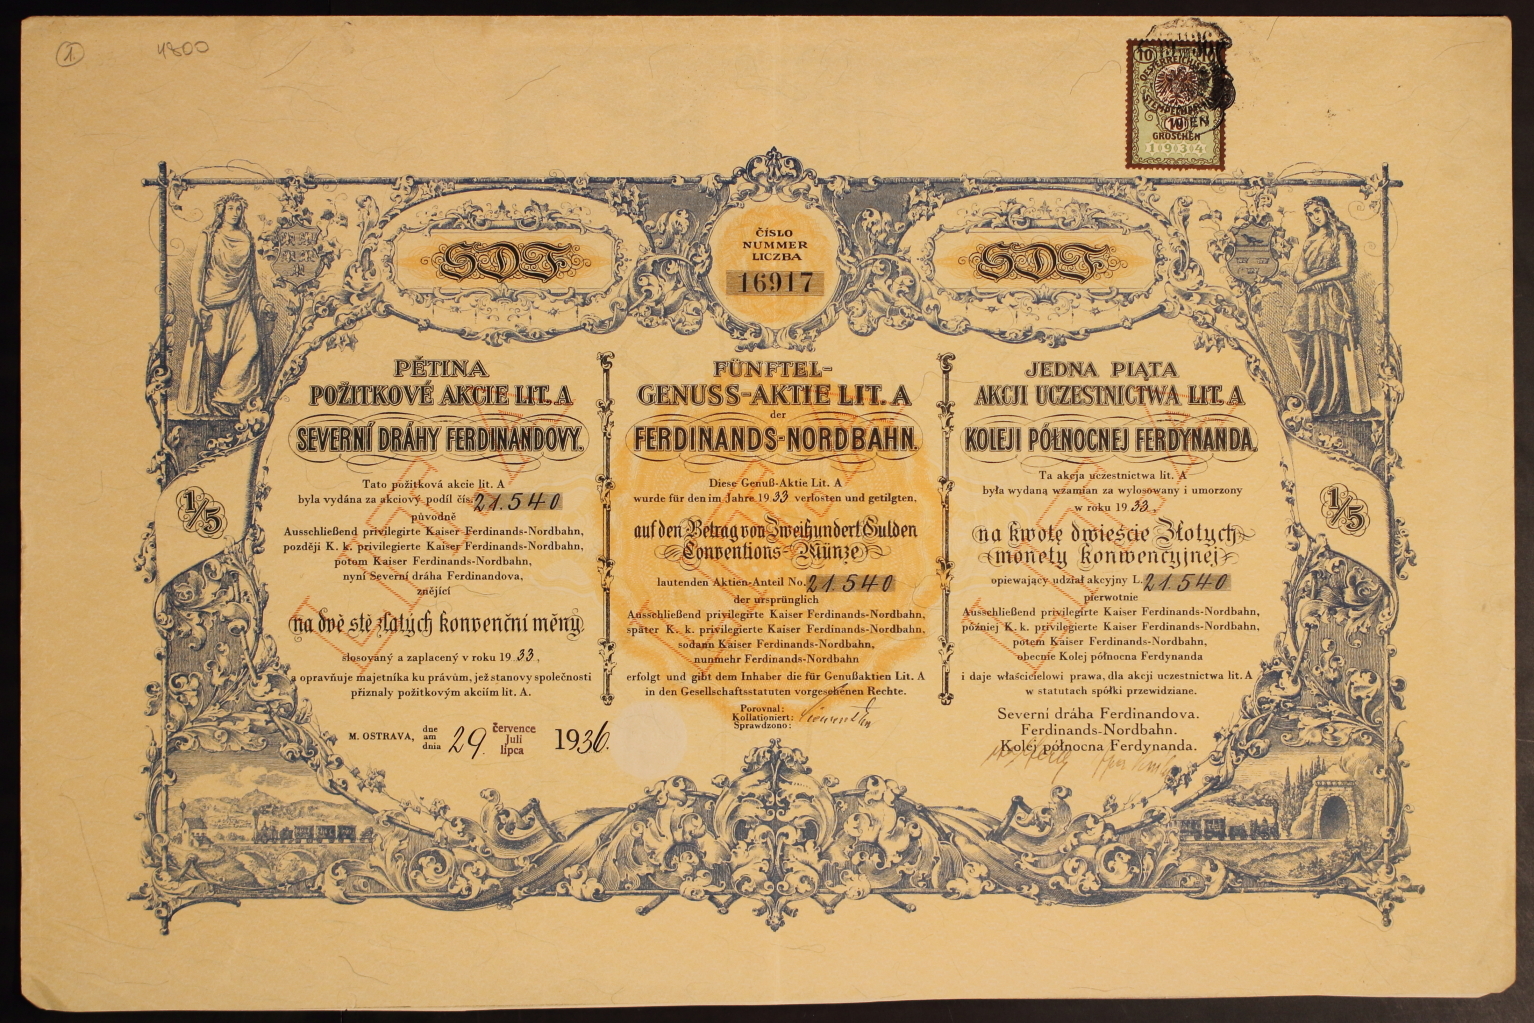 1.
4800
10 10
OESTERREICHISCHE
STEMPELMARKE
WIEN
10
GROSCHEN
1934
SDF
ČÍSLO
NUMMER
LICZBA
16917
SDF
PĚTINA
POŽITKOVÉ AKCIE LIT. A
SEVERNÍ DRÁHY FERDINANDOVY.
Tato požitková akcie lit. A
byla vydána za akciový podíl čís. 21.540
původně
Ausschließend privilegirte Kaiser Ferdinands-Nordbahn,
později K. k. privilegierte Kaiser Ferdinands-Nordbahn,
potom Kaiser Ferdinands-Nordbahn,
nyní Severní dráha Ferdinandova,
znějící
na dvě stě zlatých konvenční měny
slosovaný a zaplacený v roku 1933,
a opravňuje majetníka ku právům, jež stanovy společnosti
přiznaly požitkovým akciím lit. A.
M. OSTRAVA,
dne
am
dnia
29.
července
Juli
lipca
1936.
1/5
FÜNFTEL-
GENUSS-AKTIE LIT. A
der
FERDINANDS-NORDBAHN.
Diese Genuß-Aktie Lit. A
wurde für den im Jahre 1933 verlosten und getilgten,
auf den Betrag von Zweihundert Gulden
Conventions-Münze
lautenden Aktien-Anteil No. 21.540
der ursprünglich
Ausschließend privilegirte Kaiser Ferdinands-Nordbahn,
später K. k. privilegierte Kaiser Ferdinands-Nordbahn,
sodann Kaiser Ferdinands-Nordbahn,
nunmehr Ferdinands-Nordbahn
erfolgt und gibt dem Inhaber die für Genußaktien Lit. A
in den Gesellschaftsstatuten vorgesehenen Rechte.
Porovnal:
Kollationiert:
Sprawdzono:
JEDNA PIĄTA
AKCJI UCZESTNICTWA LIT. A
KOLEJI PÓŁNOCNEJ FERDYNANDA.
Ta akcja uczestnictwa lit. A
była wydaną wzamian za wylosowany i umorzony
w roku 1933.
na kwotę dwieście Złotych
monety konwencyjnej
opiewający udział akcyjny L. 21.540
pierwotnie
Ausschließend privilegirte Kaiser Ferdinands-Nordbahn,
później K. k. privilegierte Kaiser Ferdinands-Nordbahn,
potem Kaiser Ferdinands-Nordbahn,
obecnie Kolej północna Ferdynanda
i daje właścicielowi prawa, dla akcji uczestnictwa lit. A
w statutach spółki przewidziane.
Severní dráha Ferdinandova.
Ferdinands-Nordbahn.
Kolej północna Ferdynanda.
1/5